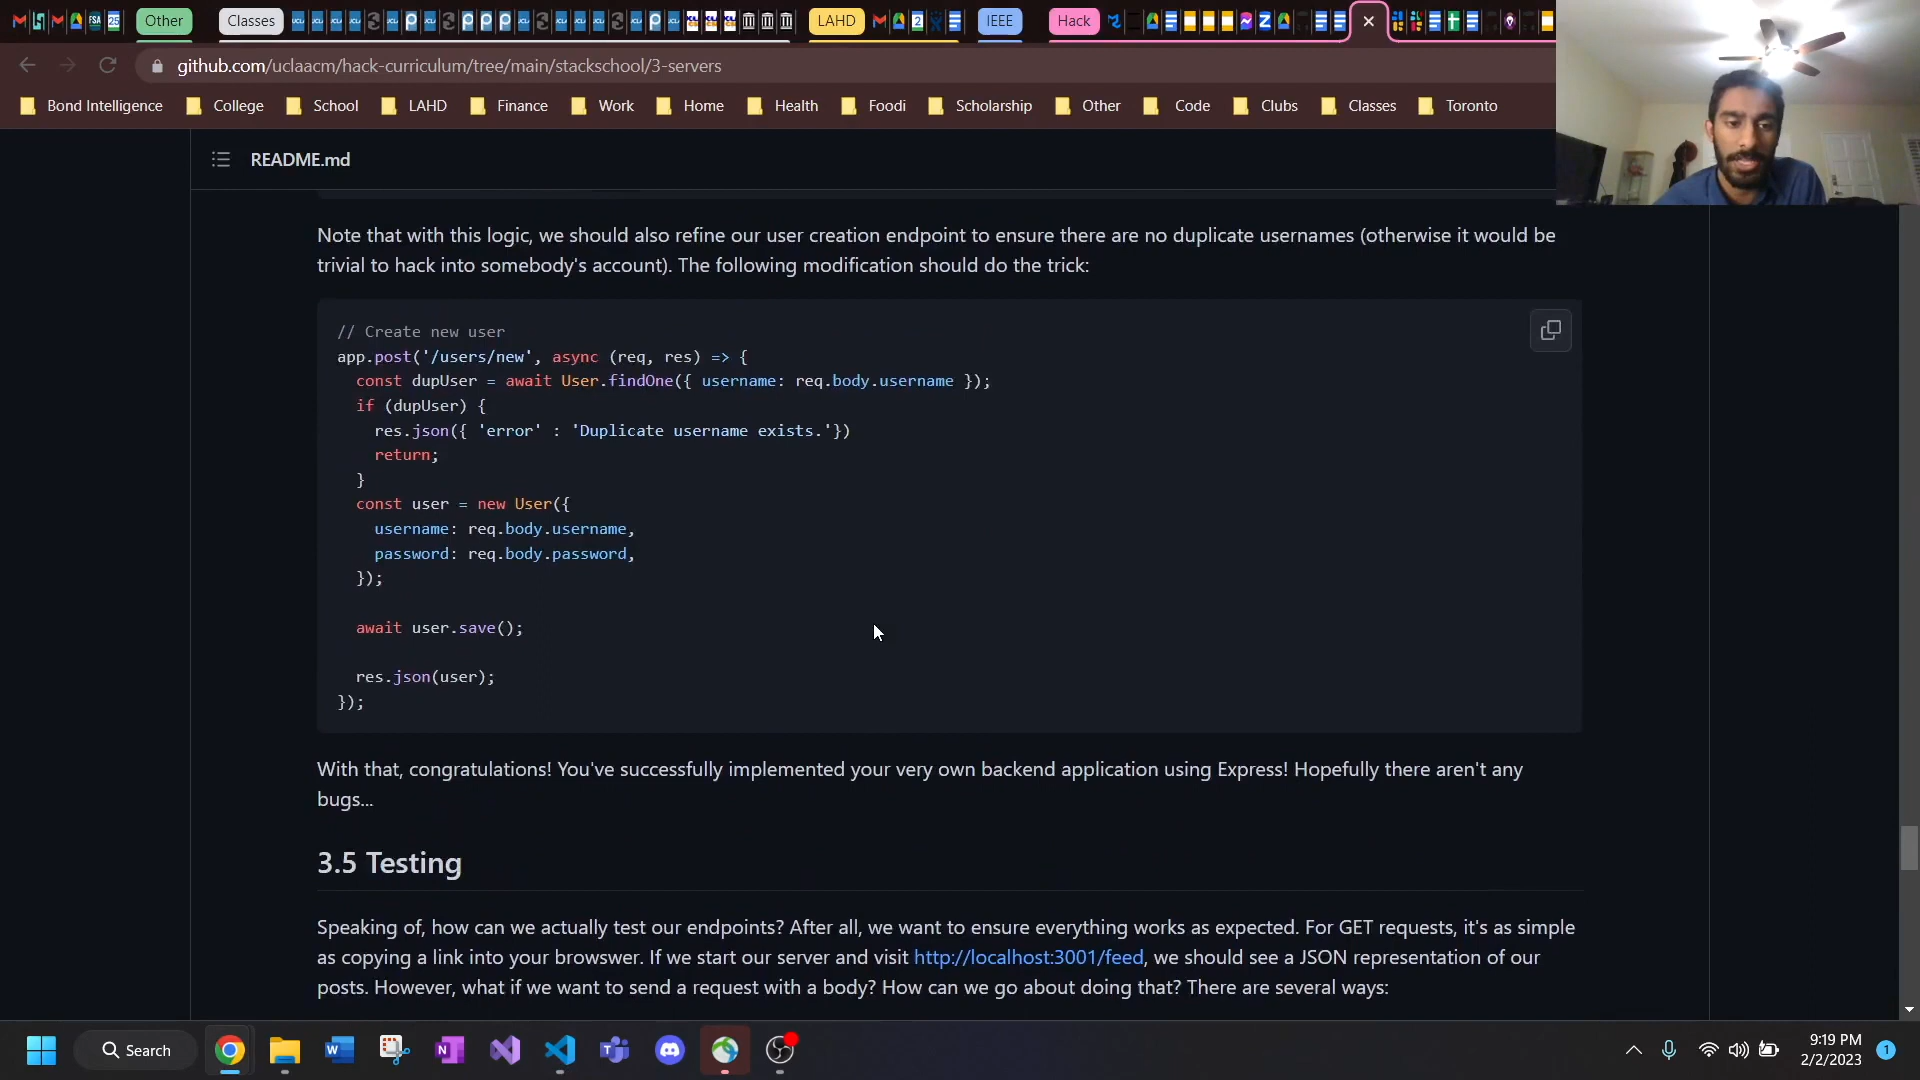 Other
Classes
LAHD
IEEE
Hack
github.com/uclaacm/hack-curriculum/tree/main/stackschool/3-servers
Bond Intelligence
College
School
LAHD
Finance
Work
Home
Health
Foodi
Scholarship
Other
Code
Clubs
Classes
Toronto
README.md
Note that with this logic, we should also refine our user creation endpoint to ensure there are no duplicate usernames (otherwise it would be
trivial to hack into somebody's account). The following modification should do the trick:
// Create new user
app.post('/users/new', async (req, res) => {
  const dupUser = await User.findOne({ username: req.body.username });
  if (dupUser) {
    res.json({ 'error' : 'Duplicate username exists.'})
    return;
  }
  const user = new User({
    username: req.body.username,
    password: req.body.password,
  });
  await user.save();
  res.json(user);
});
With that, congratulations! You've successfully implemented your very own backend application using Express! Hopefully there aren't any
bugs...
3.5 Testing
Speaking of, how can we actually test our endpoints? After all, we want to ensure everything works as expected. For GET requests, it's as simple
as copying a link into your browswer. If we start our server and visit http://localhost:3001/feed, we should see a JSON representation of our
posts. However, what if we want to send a request with a body? How can we go about doing that? There are several ways:
Search
9:19 PM
2/2/2023
1